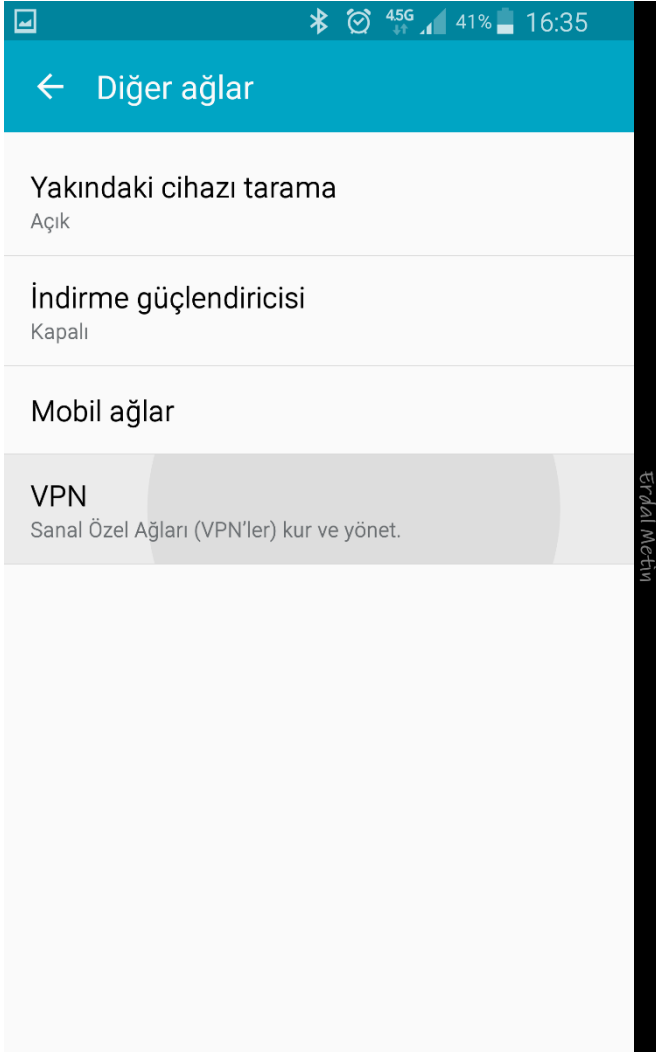 4.5G 41% 16:35
Diğer ağlar
Yakındaki cihazı tarama
Açık
İndirme güçlendiricisi
Kapalı
Mobil ağlar
VPN
Sanal Özel Ağları (VPN'ler) kur ve yönet.
Erdal Metin